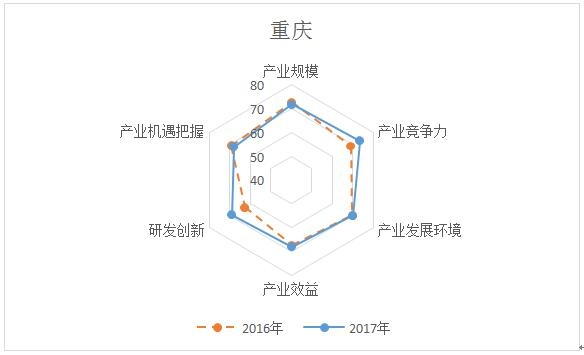 重庆
产业规模
80
70
60
50
40
产业机遇把握
产业竞争力
研发创新
产业发展环境
产业效益
2016年
2017年